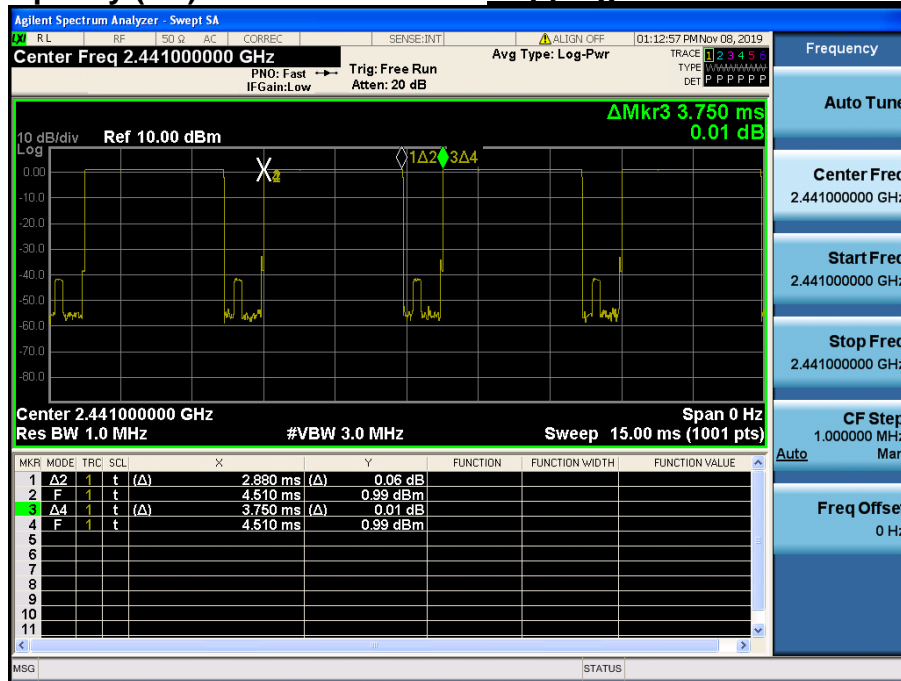 Agilent Spectrum Analyzer - Swept SA
LXI RL RF 50 Ω AC CORREC SENSE:INT ALIGN OFF 01:12:57 PM Nov 08, 2019
Center Freq 2.441000000 GHz
PNO: Fast
IFGain:Low
Trig: Free Run
Atten: 20 dB
Avg Type: Log-Pwr
TRACE 1 2 3 4 5 6
TYPE
DET P P P P P P
ΔMkr3 3.750 ms
0.01 dB
10 dB/div Ref 10.00 dBm
Log
1Δ2 3Δ4
0.00
-10.0
-20.0
-30.0
-40.0
-50.0
-60.0
-70.0
-80.0
Center 2.441000000 GHz Span 0 Hz
Res BW 1.0 MHz #VBW 3.0 MHz Sweep 15.00 ms (1001 pts)
MKR MODE TRC SCL X Y FUNCTION FUNCTION WIDTH FUNCTION VALUE
1 Δ2 1 t (Δ) 2.880 ms (Δ) 0.06 dB
2 F 1 t 4.510 ms 0.99 dBm
3 Δ4 1 t (Δ) 3.750 ms (Δ) 0.01 dB
4 F 1 t 4.510 ms 0.99 dBm
5
6
7
8
9
10
11
MSG STATUS
Frequency
Auto Tune
Center Freq
2.441000000 GHz
Start Freq
2.441000000 GHz
Stop Freq
2.441000000 GHz
CF Step
1.000000 MHz
Auto Man
Freq Offset
0 Hz